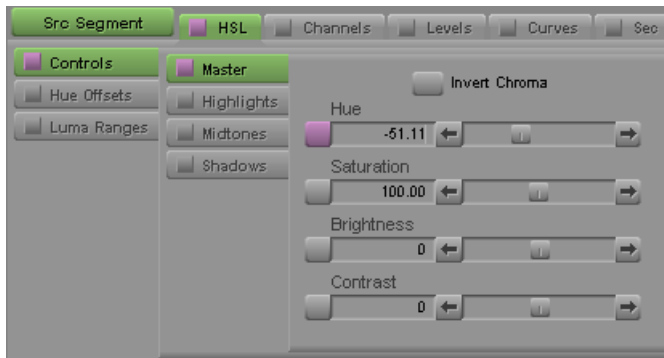 Src Segment HSL Channels Levels Curves Sec
Controls
Hue Offsets
Luma Ranges
Master
Highlights
Midtones
Shadows
Invert Chroma
Hue
-51.11
Saturation
100.00
Brightness
0
Contrast
0